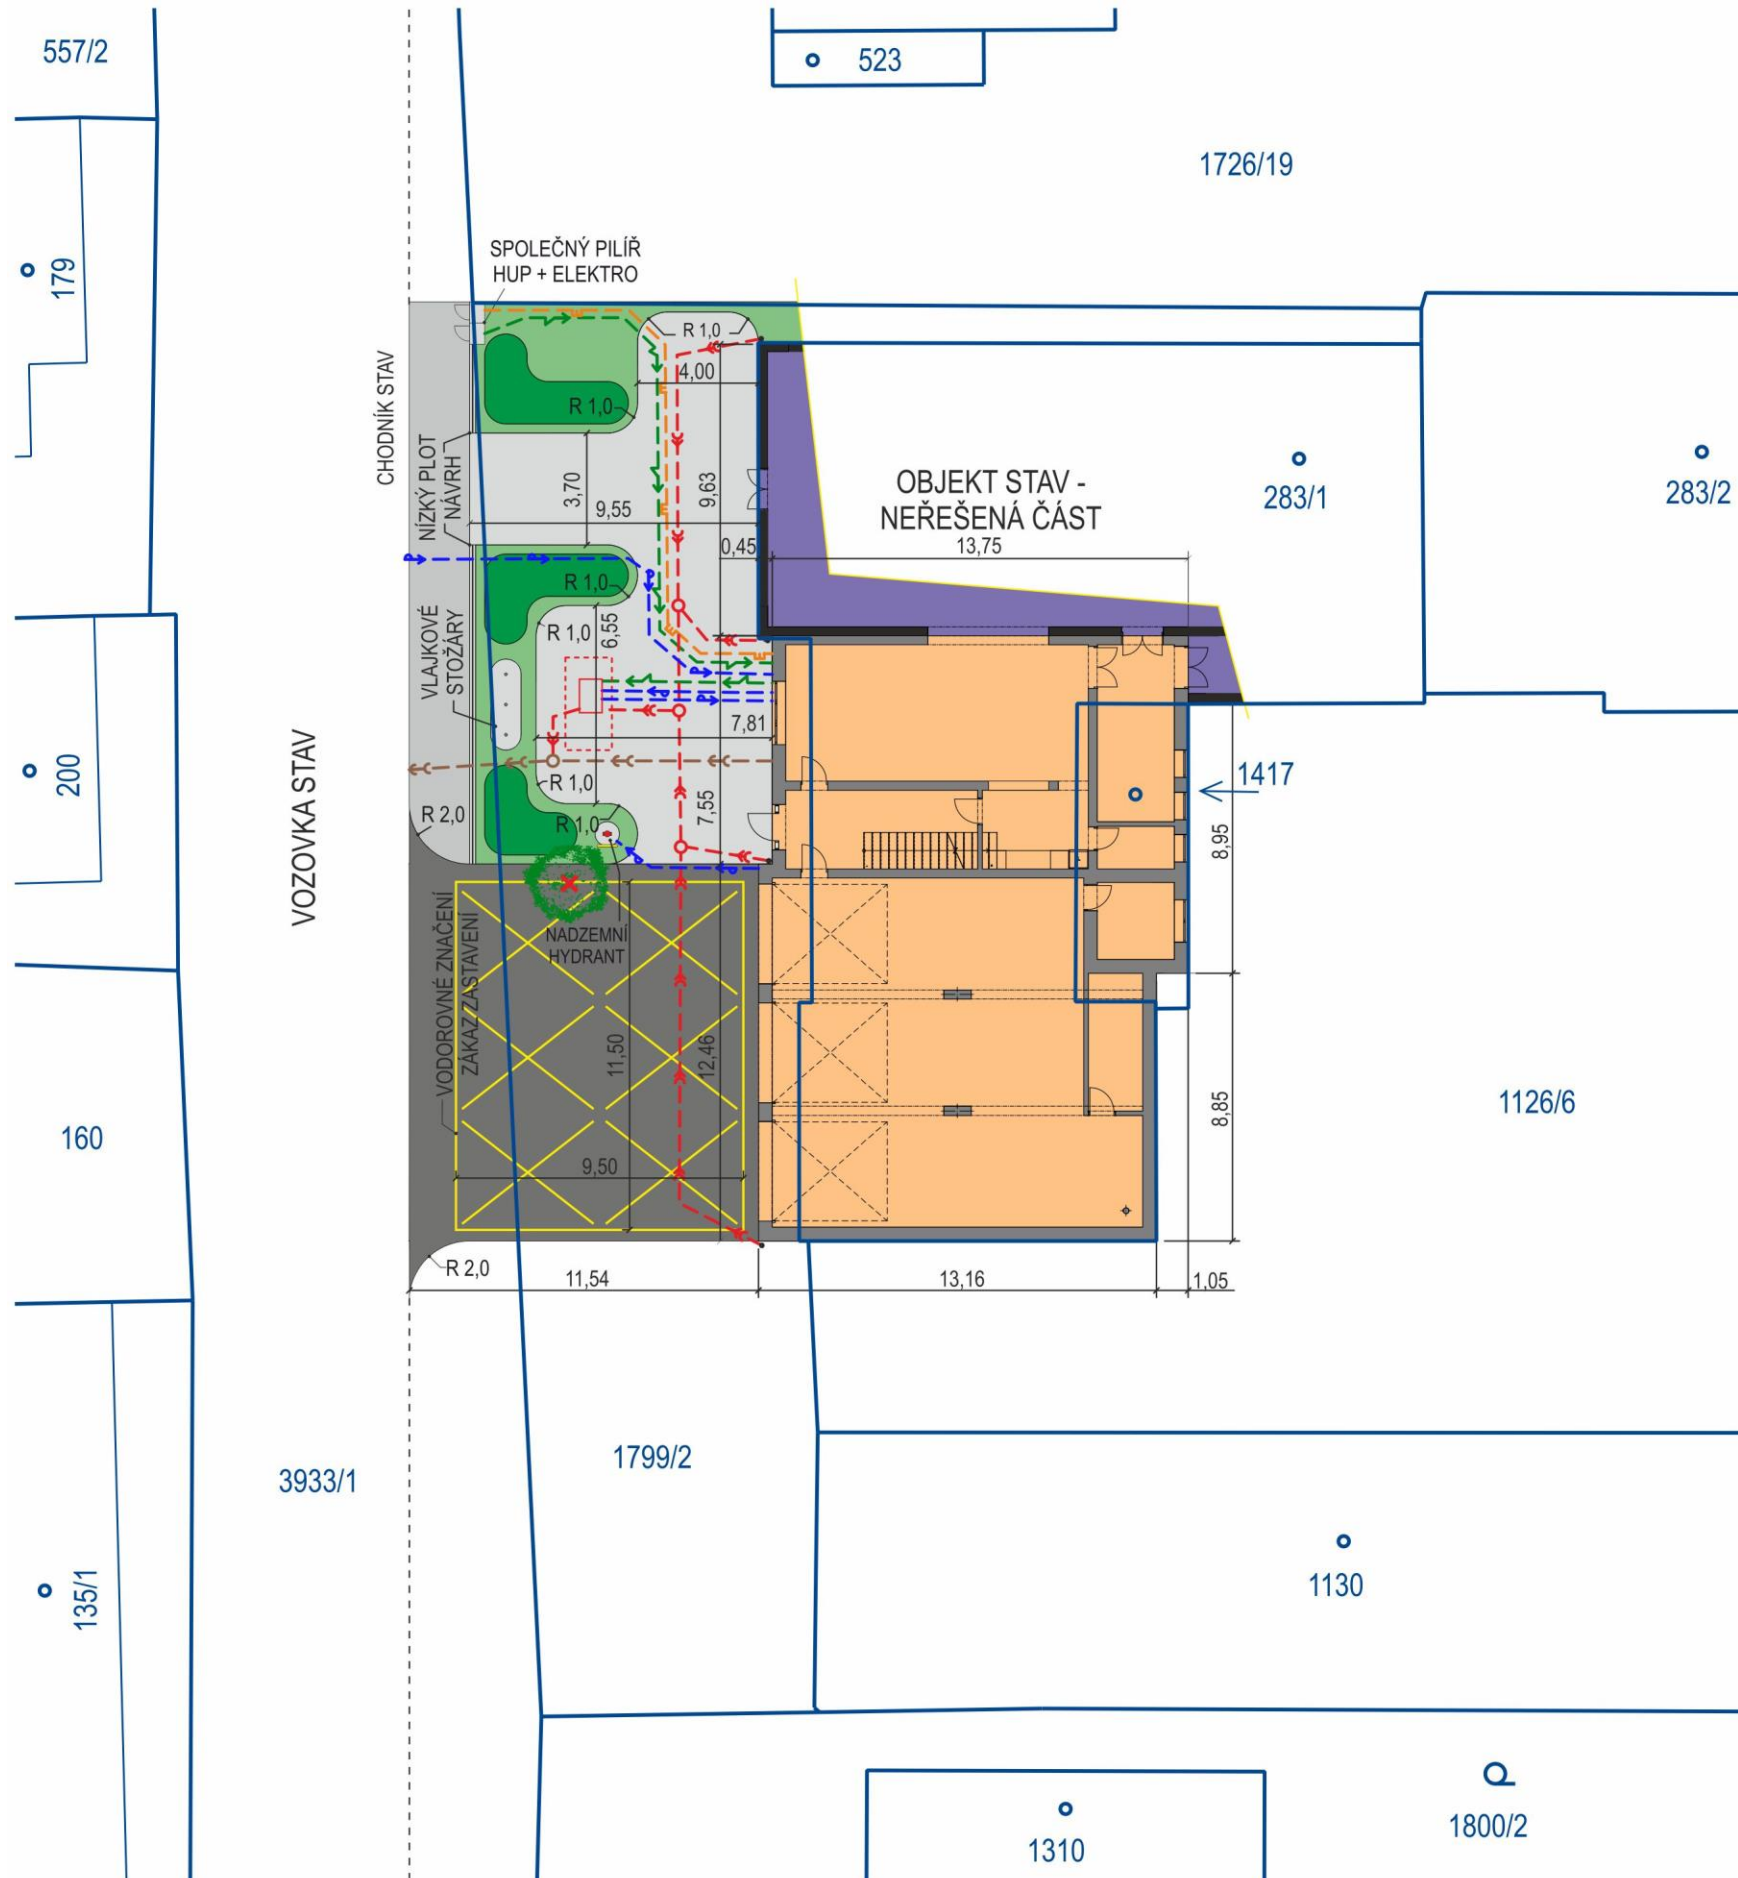 557/2
523
1726/19
179
SPOLEČNÝ PILÍŘ
HUP + ELEKTRO
CHODNÍK STAV
R 1,0
4,00
R 1,0
NÍZKÝ PLOT
NÁVRH
3,70
9,55
9,63
OBJEKT STAV -
NEŘEŠENÁ ČÁST
283/1
283/2
0,45
13,75
R 1,0
VLAJKOVÉ
STOŽÁRY
R 1,0
6,55
7,81
VOZOVKA STAV
200
R 1,0
1417
R 2,0
R 1,0
7,55
8,95
VODOROVNÉ ZNAČENÍ
ZÁKAZ ZASTAVENÍ
NADZEMNÍ
HYDRANT
11,50
12,46
8,85
1126/6
160
9,50
R 2,0
11,54
13,16
1,05
3933/1
1799/2
135/1
1130
1310
1800/2